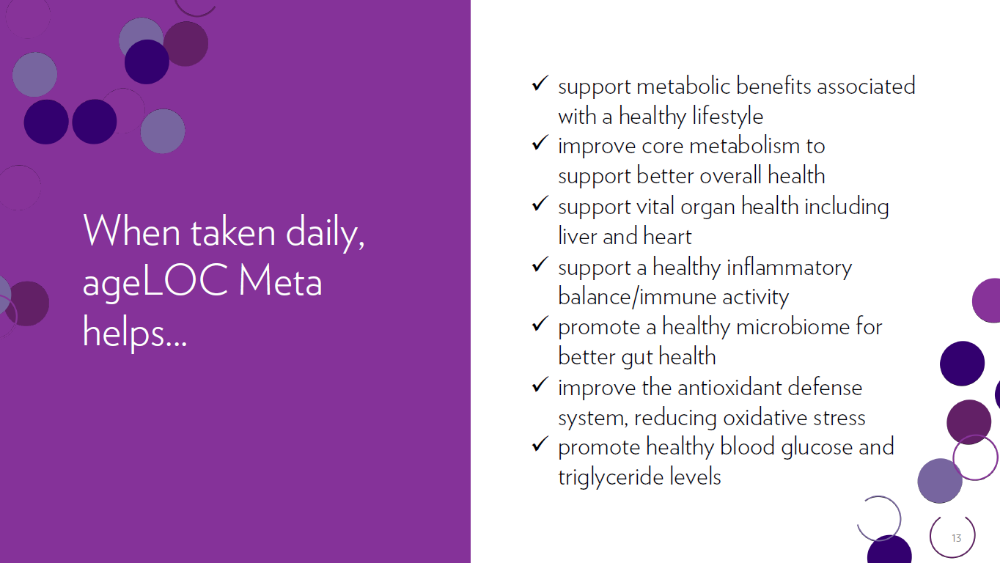 When taken daily,
ageLOC Meta
helps...
✓ support metabolic benefits associated
with a healthy lifestyle
✓ improve core metabolism to
support better overall health
✓ support vital organ health including
liver and heart
✓ support a healthy inflammatory
balance/immune activity
✓ promote a healthy microbiome for
better gut health
✓ improve the antioxidant defense
system, reducing oxidative stress
✓ promote healthy blood glucose and
triglyceride levels
13